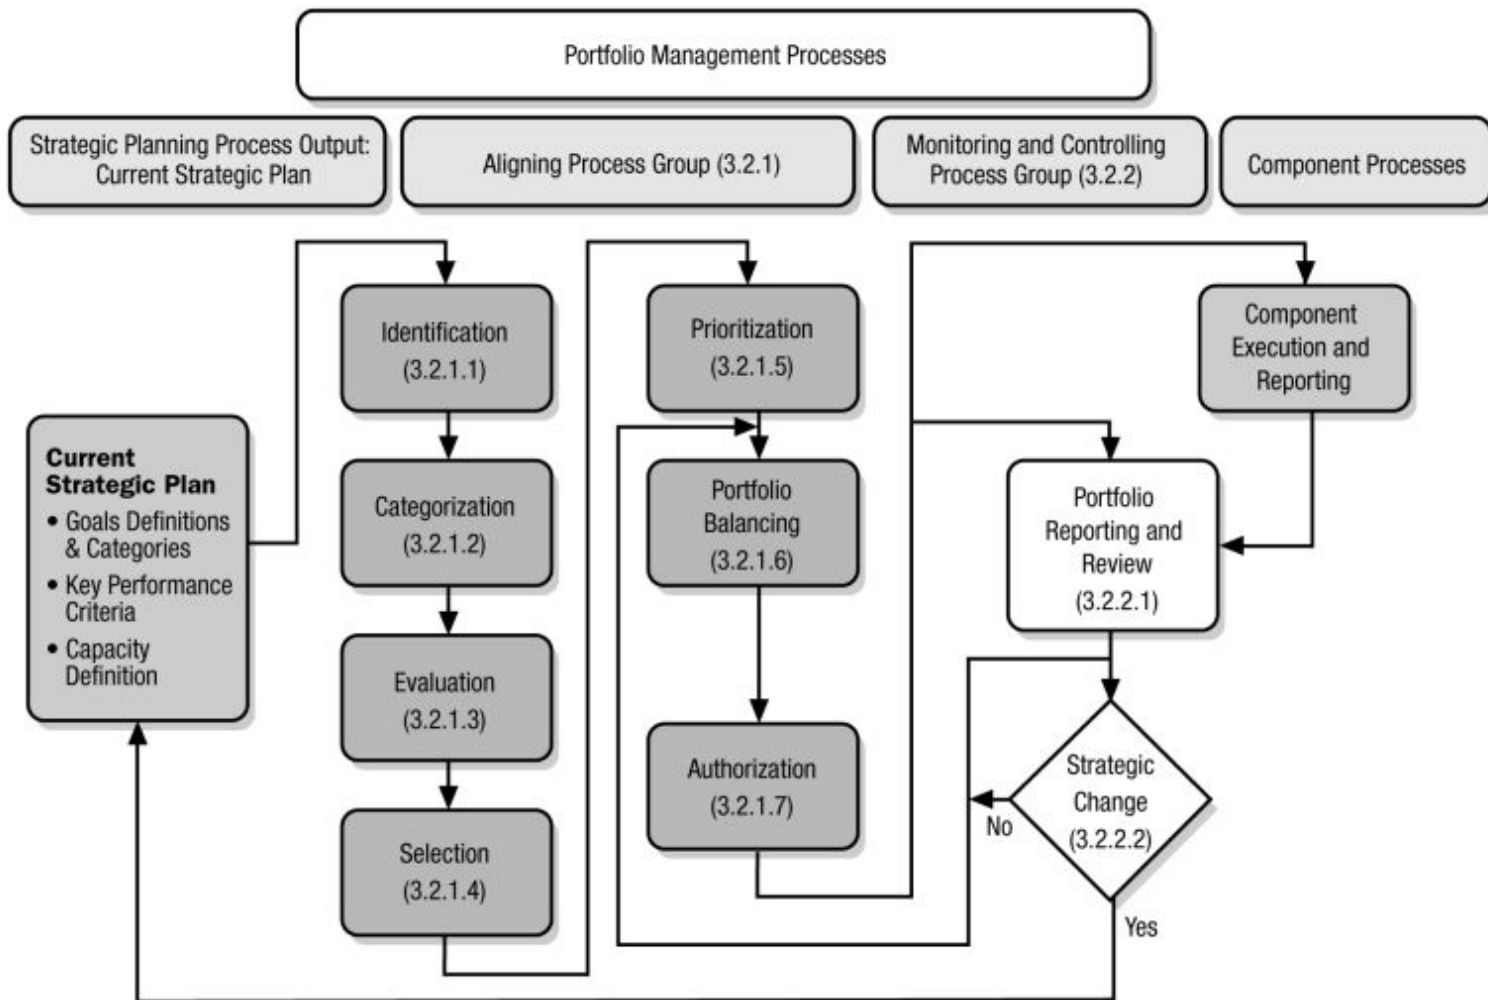 Portfolio Management Processes
Strategic Planning Process Output:
Current Strategic Plan
Aligning Process Group (3.2.1)
Monitoring and Controlling
Process Group (3.2.2)
Component Processes
Identification
(3.2.1.1)
Prioritization
(3.2.1.5)
Component
Execution and
Reporting
Current
Strategic Plan
• Goals Definitions
& Categories
• Key Performance
Criteria
• Capacity
Definition
Categorization
(3.2.1.2)
Portfolio
Balancing
(3.2.1.6)
Portfolio
Reporting and
Review
(3.2.2.1)
Evaluation
(3.2.1.3)
Authorization
(3.2.1.7)
Strategic
Change
(3.2.2.2)
No
Selection
(3.2.1.4)
Yes